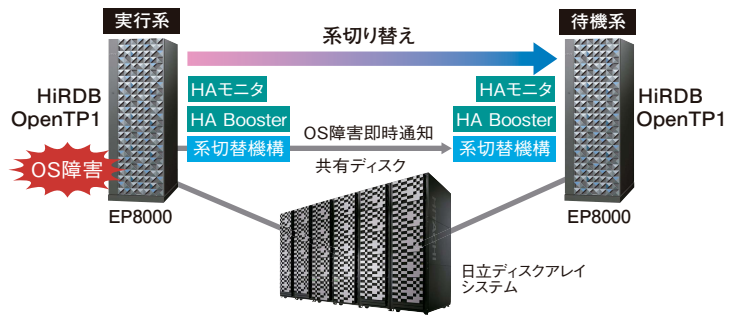 実行系
系切り替え
待機系
HiRDB
OpenTP1
HAモニタ
HA Booster
系切替機構
OS障害
EP8000
OS障害即時通知
共有ディスク
HAモニタ
HA Booster
系切替機構
HiRDB
OpenTP1
EP8000
日立ディスクアレイ
システム